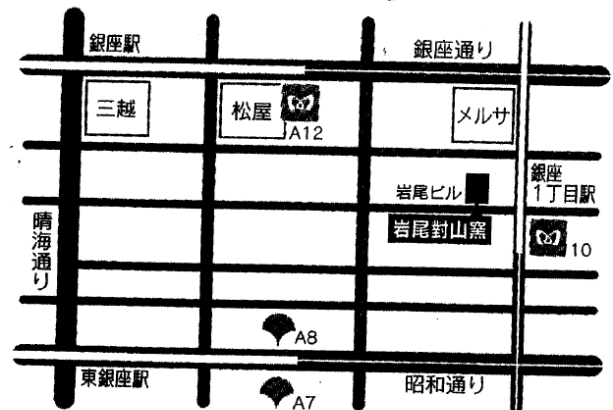 銀座駅
銀座通り
三越
松屋
A12
メルサ
銀座
1丁目駅
岩尾ビル
岩尾對山窯
10
晴海通り
A8
東銀座駅
昭和通り
A7